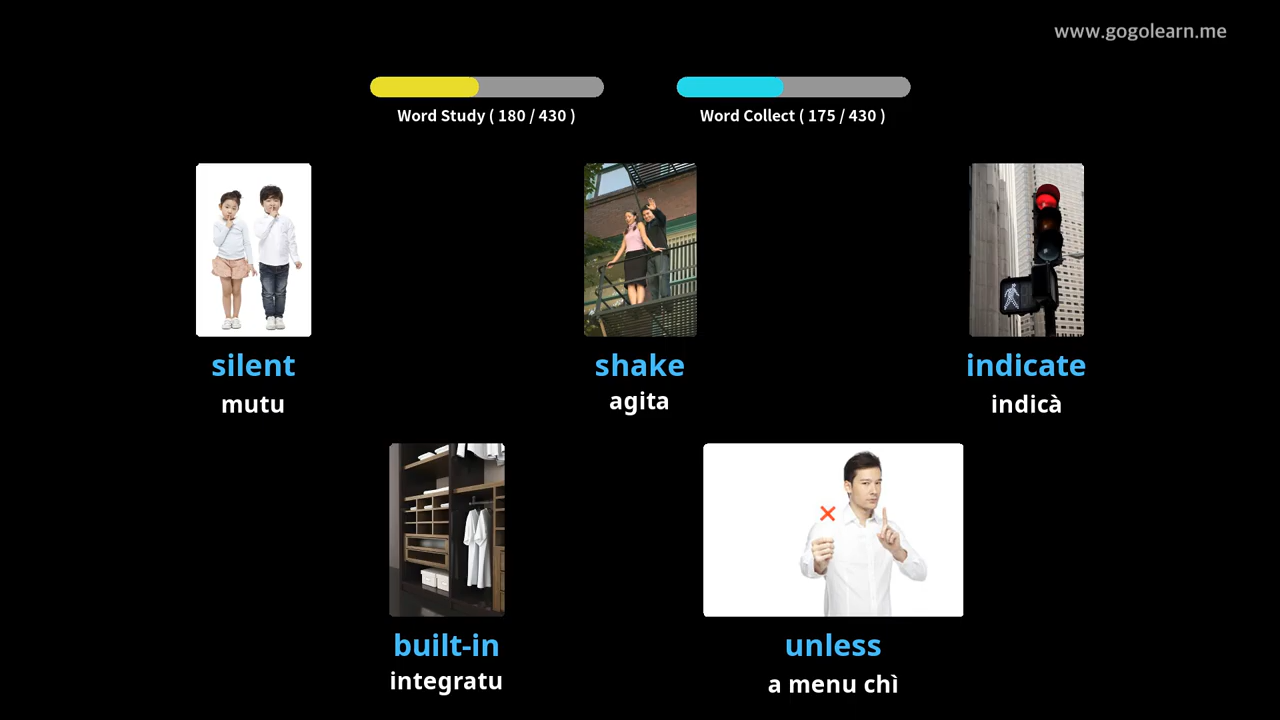 www.gogolearn.me
Word Study ( 180 / 430 )
Word Collect ( 175 / 430 )
silent
mutu
shake
agita
indicate
indicà
built-in
integratu
unless
a menu chì